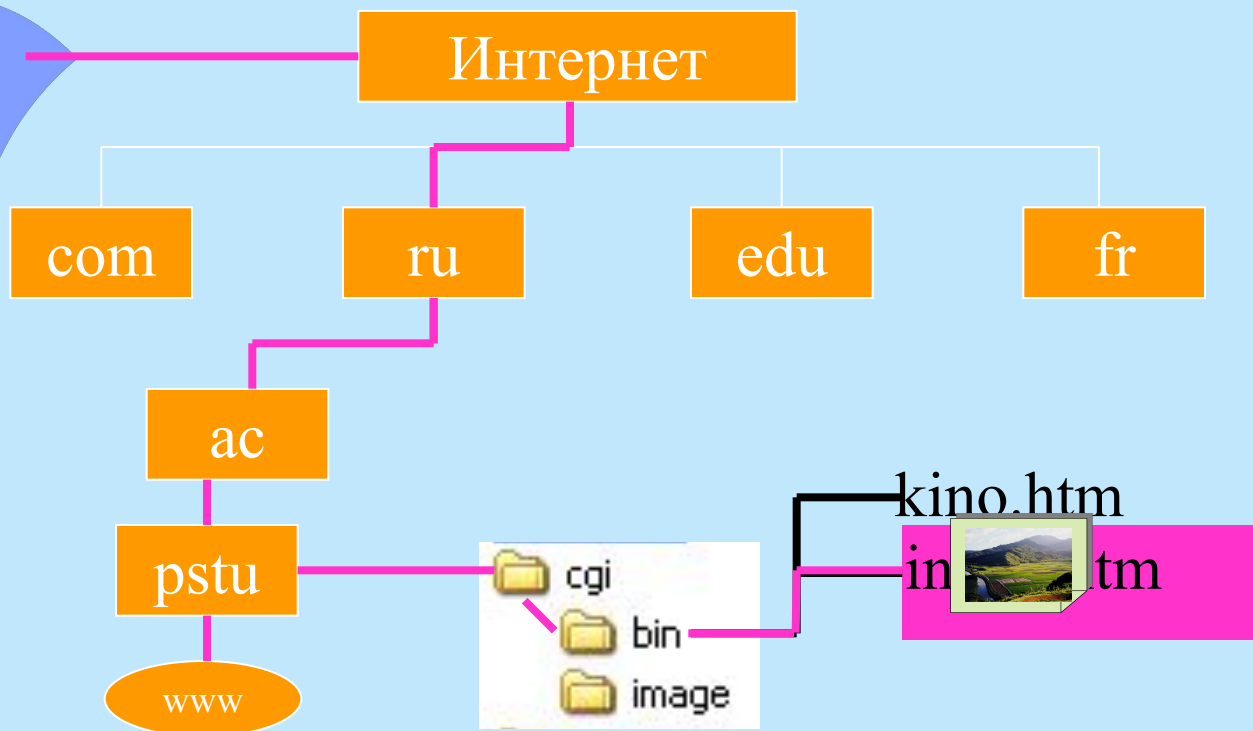 Интернет
com
ru
edu
fr
ac
pstu
www
cgi
bin
image
kino.htm